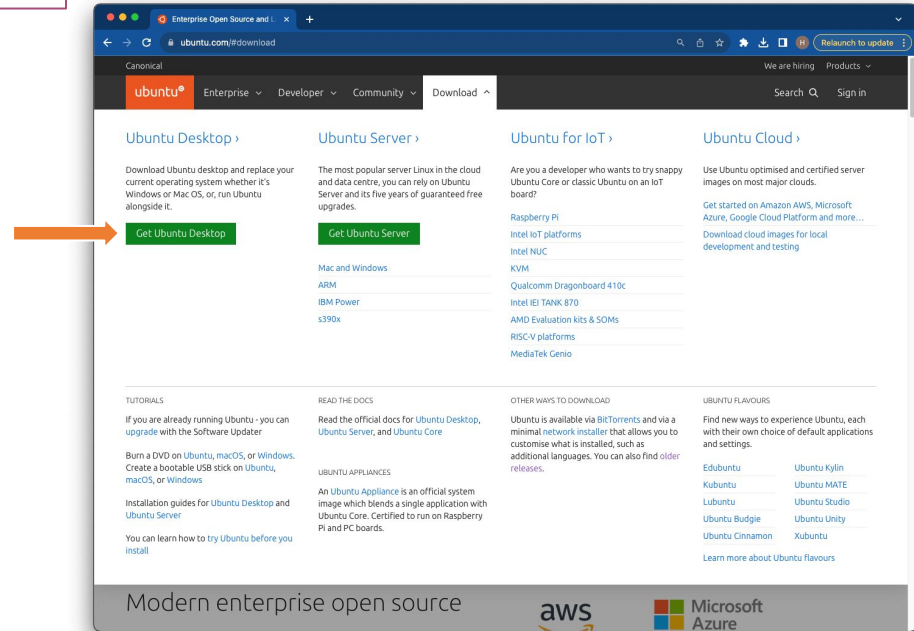 Enterprise Open Source and L
ubuntu.com/#download
H
Relaunch to update
Canonical
We are hiring Products
ubuntu®
Enterprise
Developer
Community
Download
Search
Sign in
Ubuntu Desktop ›
Download Ubuntu desktop and replace your
current operating system whether it's
Windows or Mac OS, or, run Ubuntu
alongside it.
Get Ubuntu Desktop
Ubuntu Server ›
The most popular server Linux in the cloud
and data centre, you can rely on Ubuntu
Server and its five years of guaranteed free
upgrades.
Get Ubuntu Server
Mac and Windows
ARM
IBM Power
s390x
Ubuntu for IoT ›
Are you a developer who wants to try snappy
Ubuntu Core or classic Ubuntu on an IoT
board?
Raspberry Pi
Intel IoT platforms
Intel NUC
KVM
Qualcomm Dragonboard 410c
Intel IEI TANK 870
AMD Evaluation kits & SOMs
RISC-V platforms
MediaTek Genio
Ubuntu Cloud ›
Use Ubuntu optimised and certified server
images on most major clouds.
Get started on Amazon AWS, Microsoft
Azure, Google Cloud Platform and more…
Download cloud images for local
development and testing
TUTORIALS
If you are already running Ubuntu - you can
upgrade with the Software Updater
Burn a DVD on Ubuntu, macOS, or Windows.
Create a bootable USB stick on Ubuntu,
macOS, or Windows
Installation guides for Ubuntu Desktop and
Ubuntu Server
You can learn how to try Ubuntu before you
install
READ THE DOCS
Read the official docs for Ubuntu Desktop,
Ubuntu Server, and Ubuntu Core
UBUNTU APPLIANCES
An Ubuntu Appliance is an official system
image which blends a single application with
Ubuntu Core. Certified to run on Raspberry
Pi and PC boards.
OTHER WAYS TO DOWNLOAD
Ubuntu is available via BitTorrents and via a
minimal network installer that allows you to
customise what is installed, such as
additional languages. You can also find older
releases.
UBUNTU FLAVOURS
Find new ways to experience Ubuntu, each
with their own choice of default applications
and settings.
Edubuntu
Kubuntu
Lubuntu
Ubuntu Budgie
Ubuntu Cinnamon
Ubuntu Kylin
Ubuntu MATE
Ubuntu Studio
Ubuntu Unity
Xubuntu
Learn more about Ubuntu flavours
Modern enterprise open source
aws
Microsoft
Azure